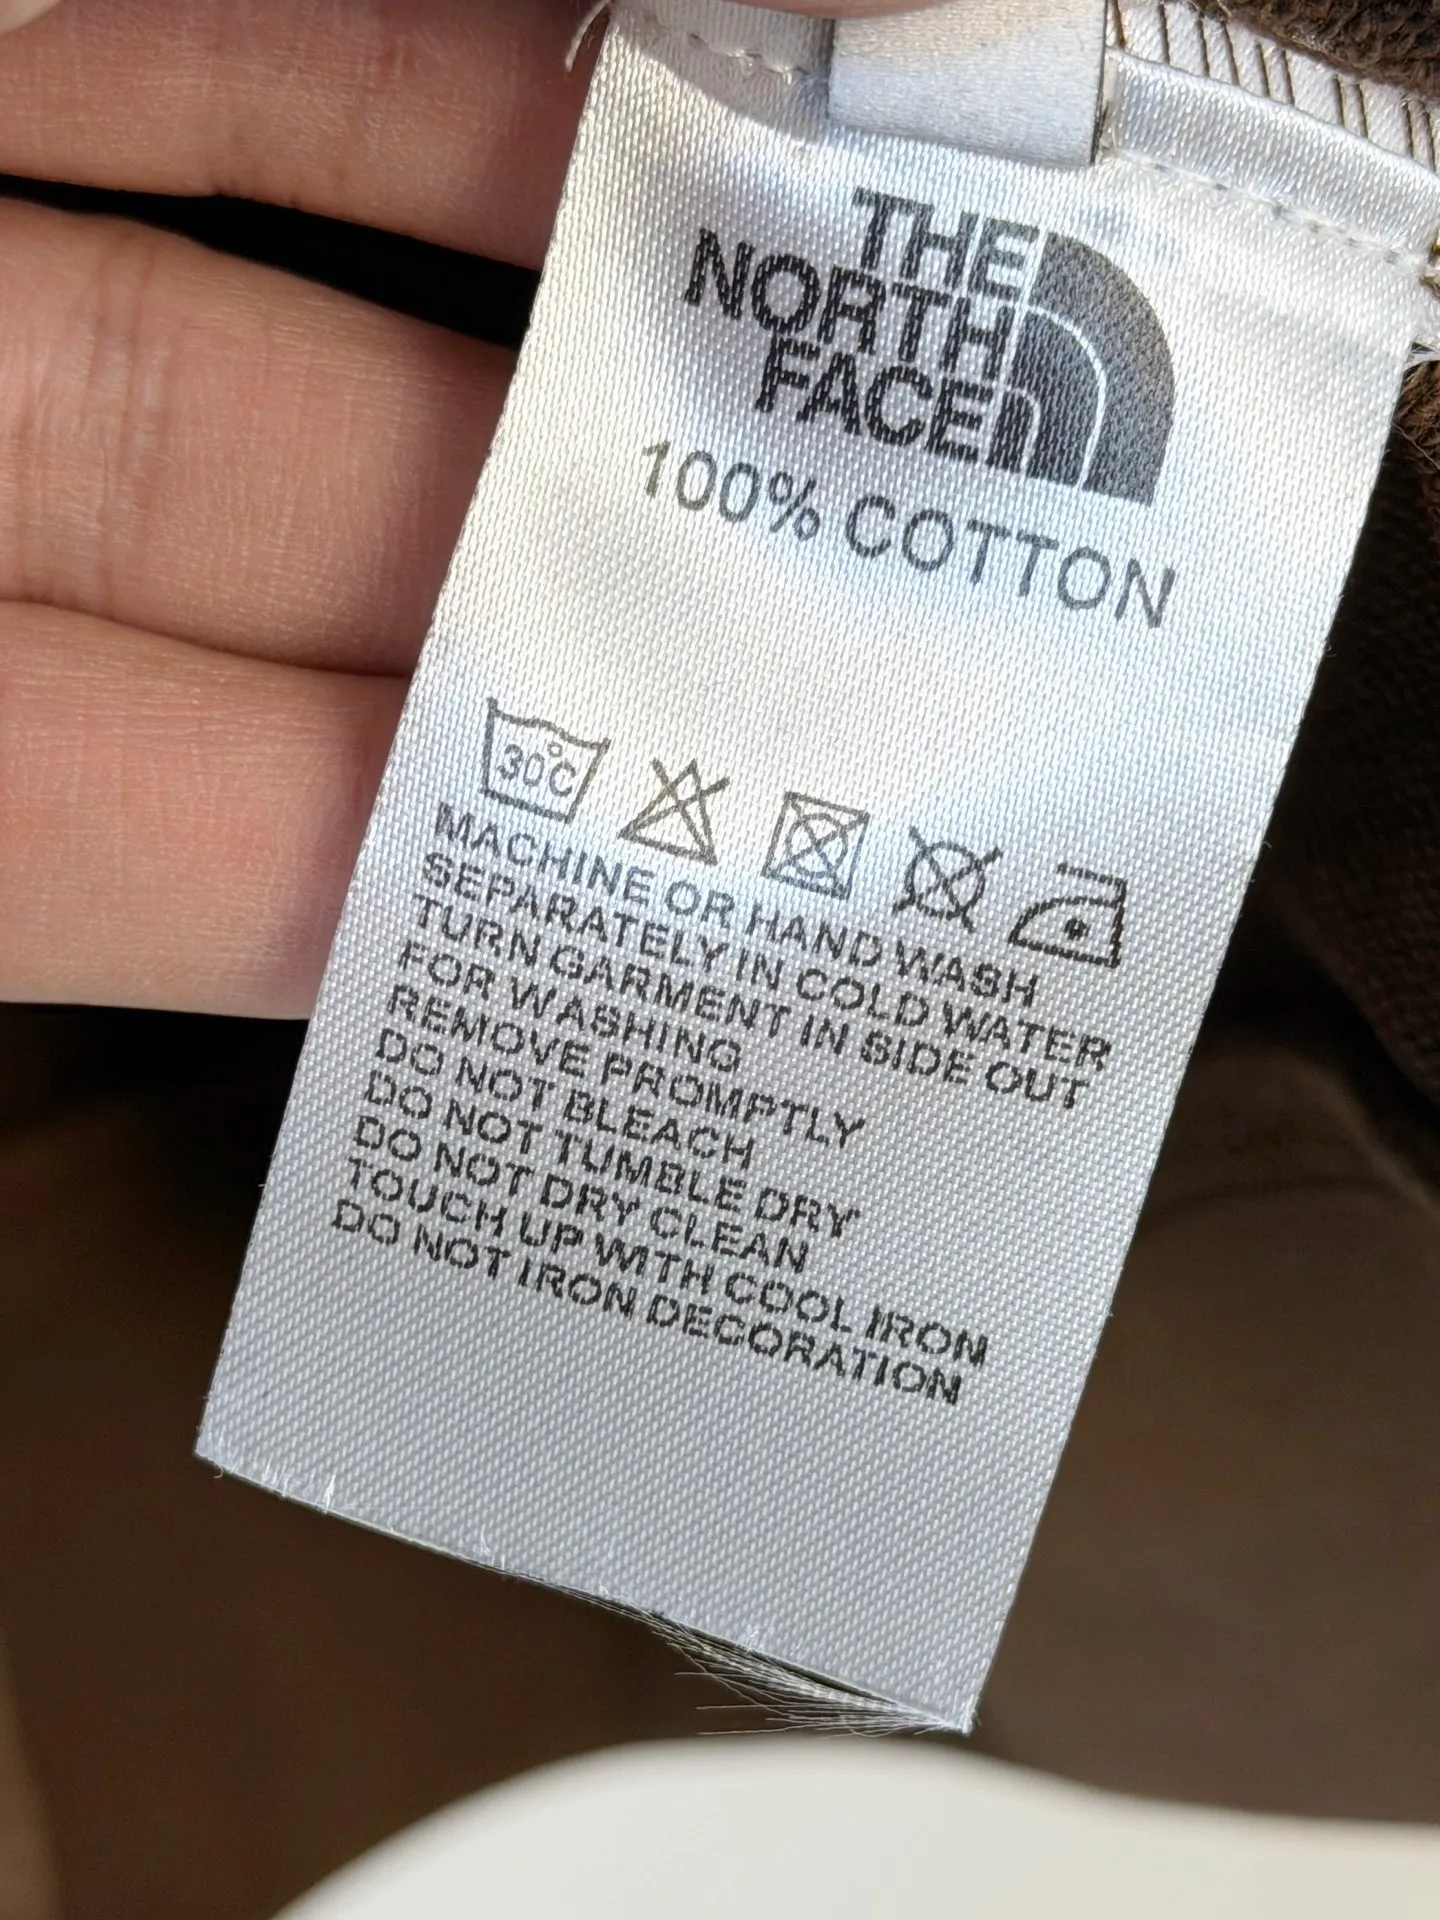 THE
NORTH
FACE
100% COTTON
30°C
MACHINE OR HAND WASH
SEPARATELY IN COLD WATER
TURN GARMENT IN SIDE OUT
FOR WASHING
REMOVE PROMPTLY
DO NOT BLEACH
DO NOT TUMBLE DRY
DO NOT DRY CLEAN
TOUCH UP WITH COOL IRON
DO NOT IRON DECORATION